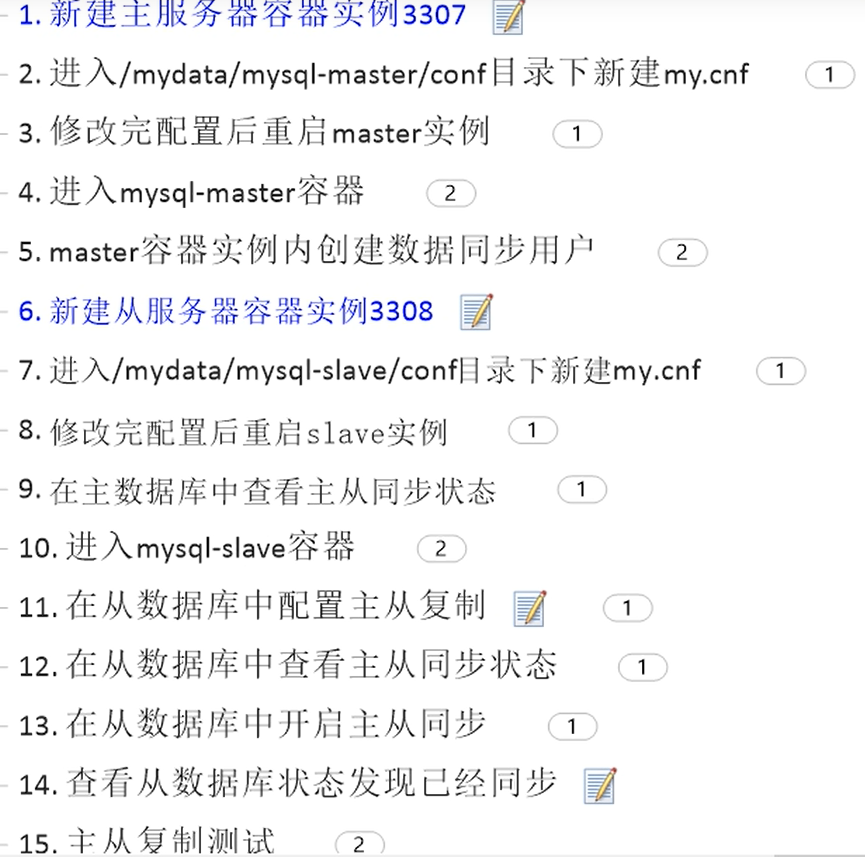 1. 新建主服务器容器实例3307
2. 进入/mydata/mysql-master/conf目录下新建my.cnf 1
3. 修改完配置后重启master实例 1
4. 进入mysql-master容器 2
5. master容器实例内创建数据同步用户 2
6. 新建从服务器容器实例3308
7. 进入/mydata/mysql-slave/conf目录下新建my.cnf 1
8. 修改完配置后重启slave实例 1
9. 在主数据库中查看主从同步状态 1
10. 进入mysql-slave容器 2
11. 在从数据库中配置主从复制 1
12. 在从数据库中查看主从同步状态 1
13. 在从数据库中开启主从同步 1
14. 查看从数据库状态发现已经同步
15. 主从复制测试 2